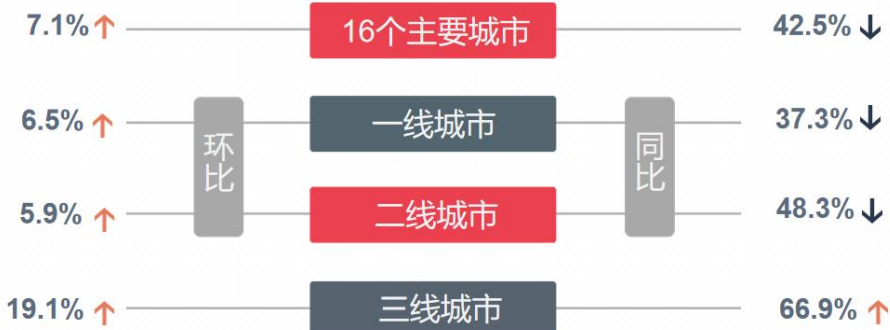 7.1%↑ 16个主要城市 42.5%↓
6.5%↑ 一线城市 37.3%↓
环比 同比
5.9%↑ 二线城市 48.3%↓
19.1%↑ 三线城市 66.9%↑